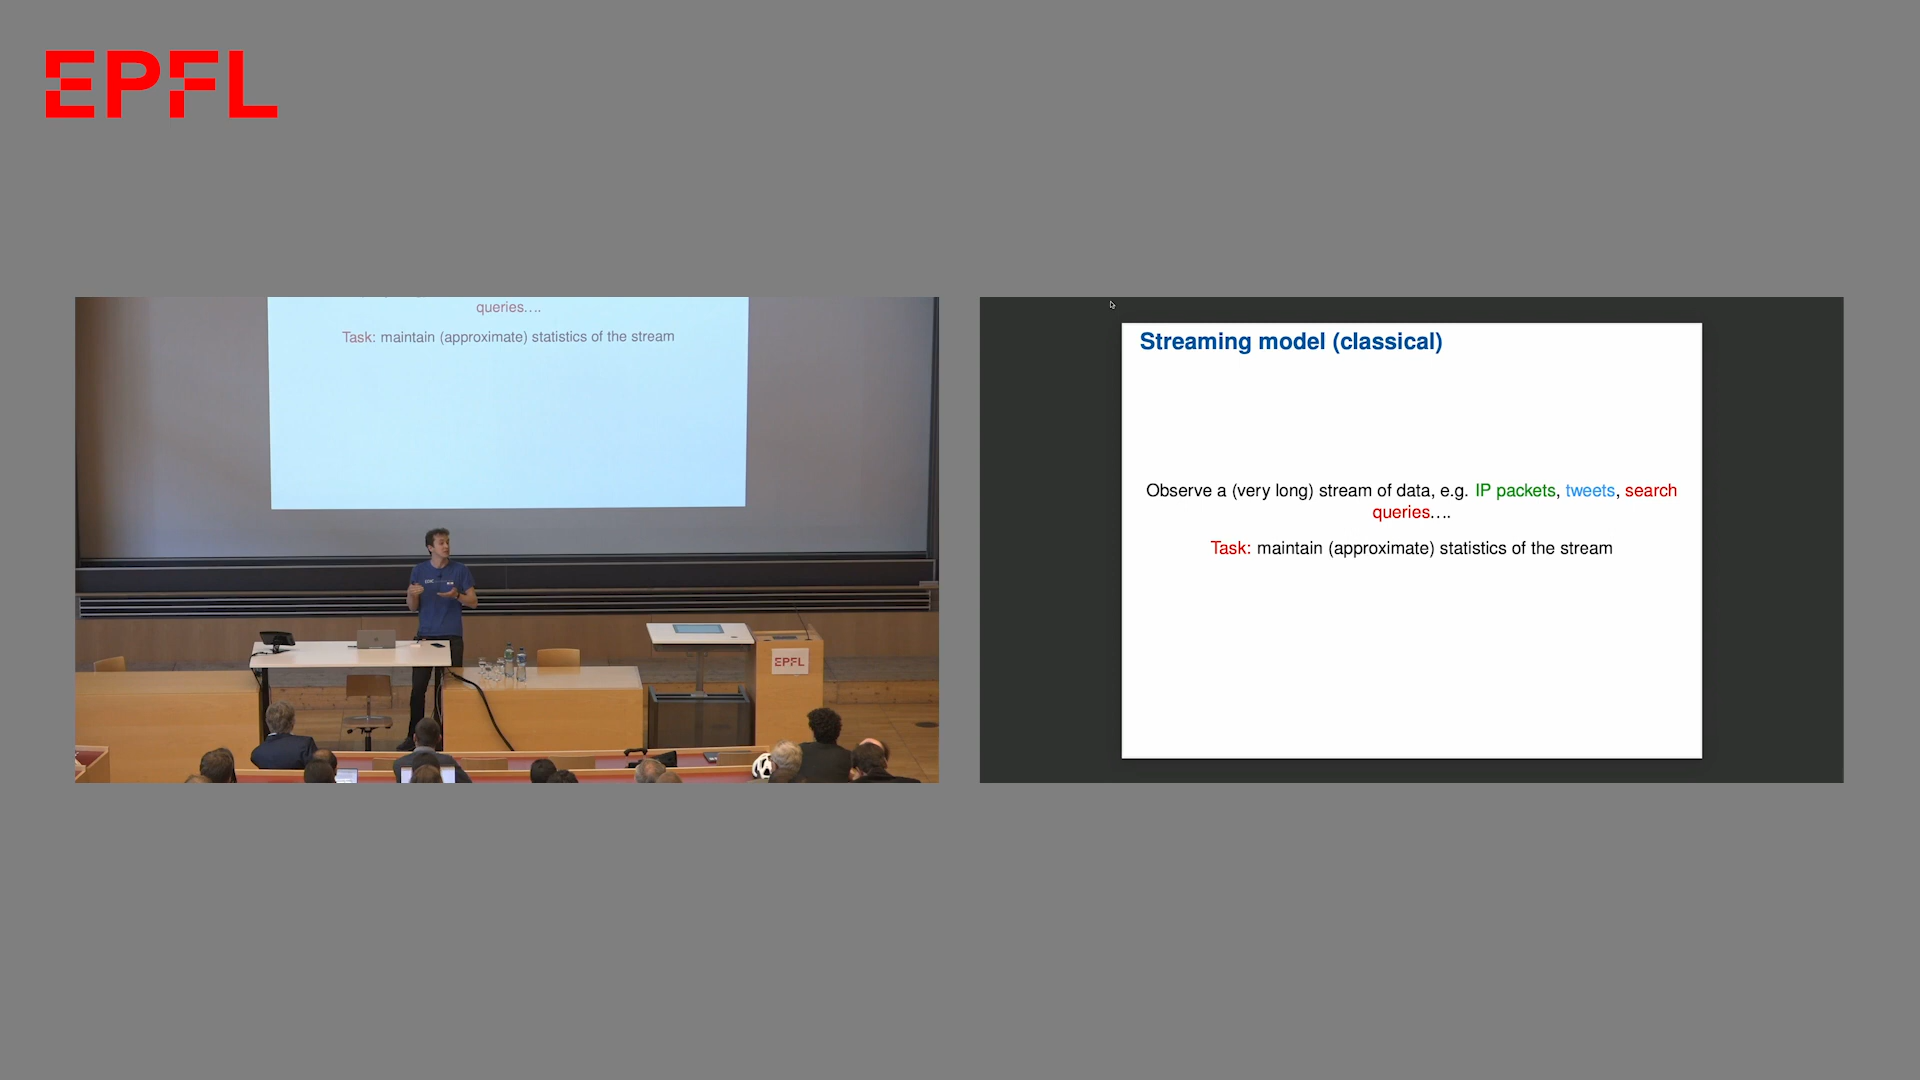 EPFL
queries....
Task: maintain (approximate) statistics of the stream
EPFL
Streaming model (classical)
Observe a (very long) stream of data, e.g. IP packets, tweets, search
queries....
Task: maintain (approximate) statistics of the stream